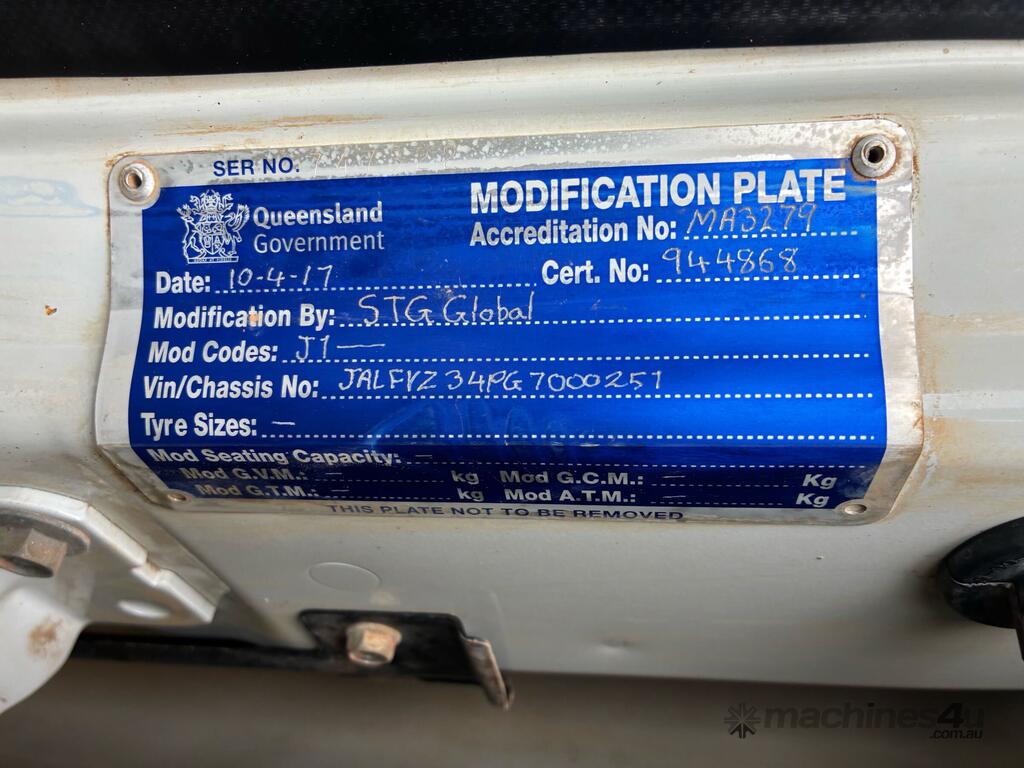 SER NO.
Queensland Government
MODIFICATION PLATE
Accreditation No: MA3279
Date: 10-4-17
Cert. No: 944868
Modification By: STG Global
Mod Codes: J1 —
Vin/Chassis No: JALFVZ34PG7000251
Tyre Sizes: -
Mod Seating Capacity: -
Mod G.V.M.: - kg Mod G.C.M.: - Kg
Mod G.T.M.: - kg Mod A.T.M.: - Kg
THIS PLATE NOT TO BE REMOVED
machines4u
.com.au